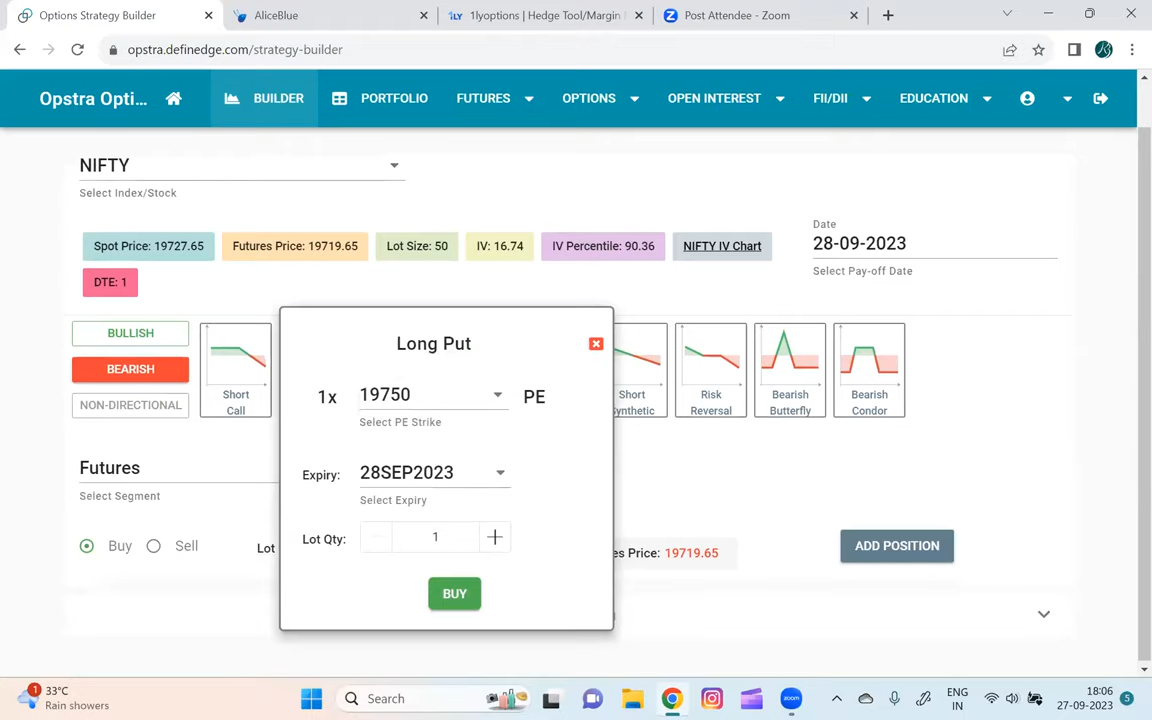 Options Strategy Builder
AliceBlue
1lyoptions | Hedge Tool/Margin
Post Attendee - Zoom
opstra.definedge.com/strategy-builder
Opstra Opti...
BUILDER
PORTFOLIO
FUTURES
OPTIONS
OPEN INTEREST
FII/DII
EDUCATION
NIFTY
Select Index/Stock
Spot Price: 19727.65
Futures Price: 19719.65
Lot Size: 50
IV: 16.74
IV Percentile: 90.36
NIFTY IV Chart
DTE: 1
Date
28-09-2023
Select Pay-off Date
BULLISH
BEARISH
NON-DIRECTIONAL
Short
Call
Long Put
1x
19750
PE
Select PE Strike
Expiry:
28SEP2023
Select Expiry
Lot Qty:
1
BUY
Short
Synthetic
Risk
Reversal
Bearish
Butterfly
Bearish
Condor
Futures
Select Segment
Buy
Sell
Lot
es Price: 19719.65
ADD POSITION
1
33°C
Rain showers
Search
zoom
ENG
IN
18:06
27-09-2023
5